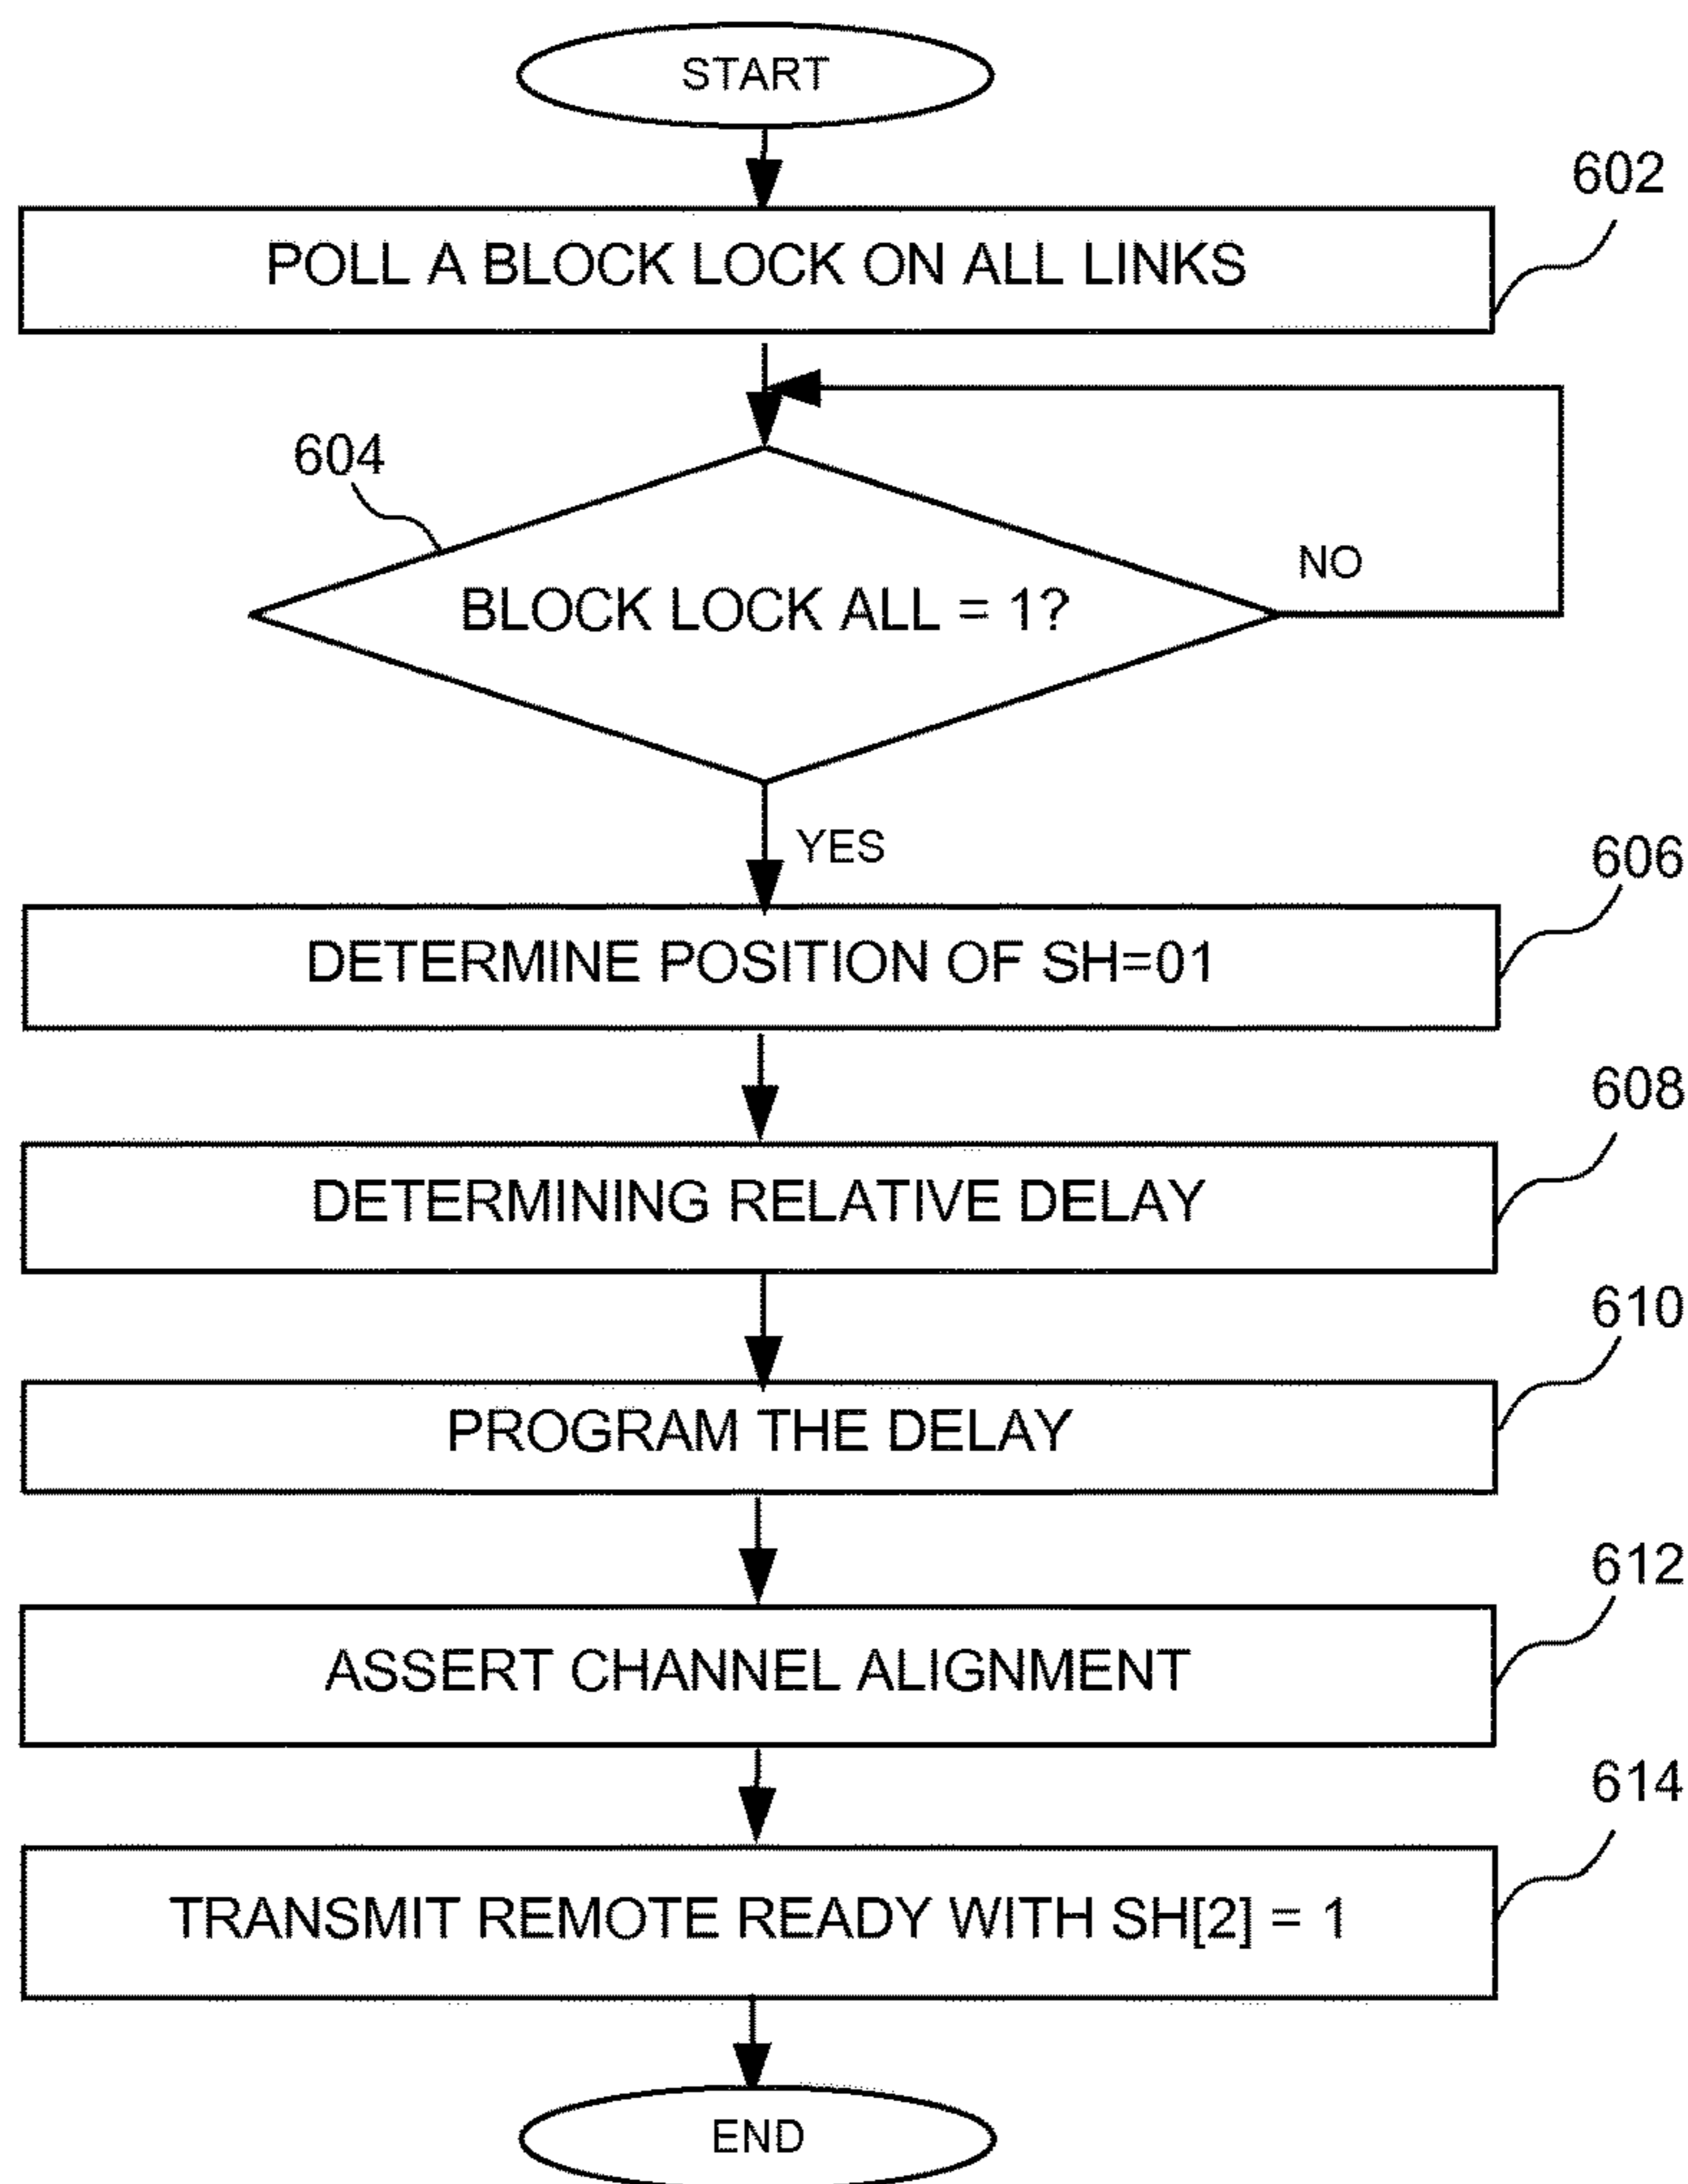 START
602
POLL A BLOCK LOCK ON ALL LINKS
604
NO
BLOCK LOCK ALL = 1?
YES
606
DETERMINE POSITION OF SH=01
608
DETERMINING RELATIVE DELAY
610
PROGRAM THE DELAY
612
ASSERT CHANNEL ALIGNMENT
614
TRANSMIT REMOTE READY WITH SH[2] = 1
END